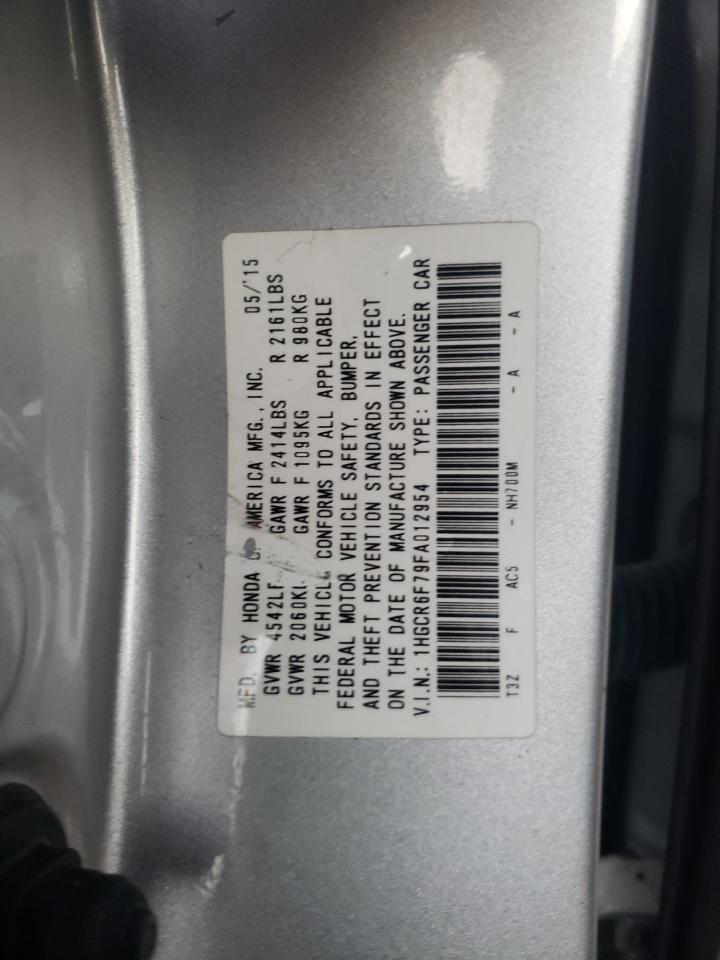 MFD. BY HONDA OF AMERICA MFG., INC. 05/'15
GVWR 4542L GAWR F 2414LBS R 2161LBS
GVWR 2060K GAWR F 1095KG R 980KG
THIS VEHICLE CONFORMS TO ALL APPLICABLE
FEDERAL MOTOR VEHICLE SAFETY, BUMPER,
AND THEFT PREVENTION STANDARDS IN EFFECT
ON THE DATE OF MANUFACTURE SHOWN ABOVE.
V.I.N.: 1HGCR6F79FA012954 TYPE: PASSENGER CAR
T3Z F AC5 - NH700M - A - A